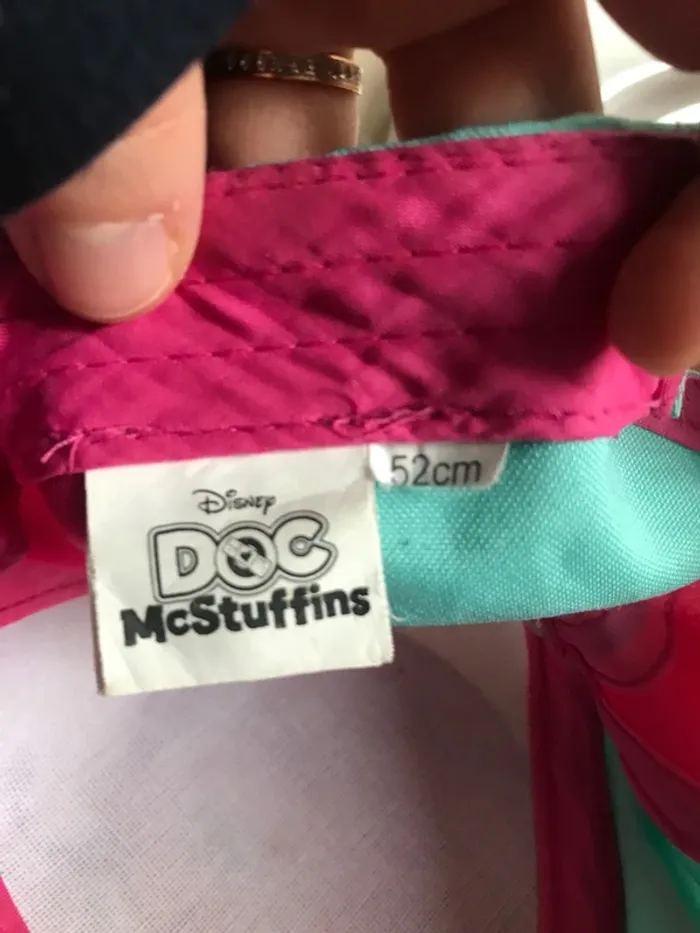 Disney
DOC
McStuffins
52cm